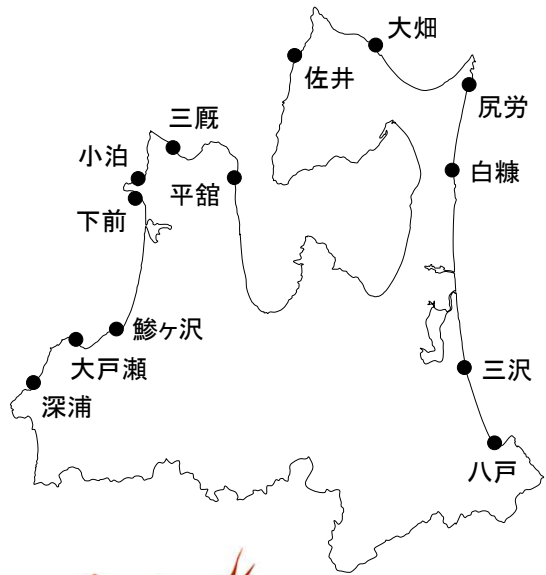 大畑
佐井
尻労
三厩
小泊
平舘
白糠
下前
鰺ヶ沢
大戸瀬
三沢
深浦
八戸